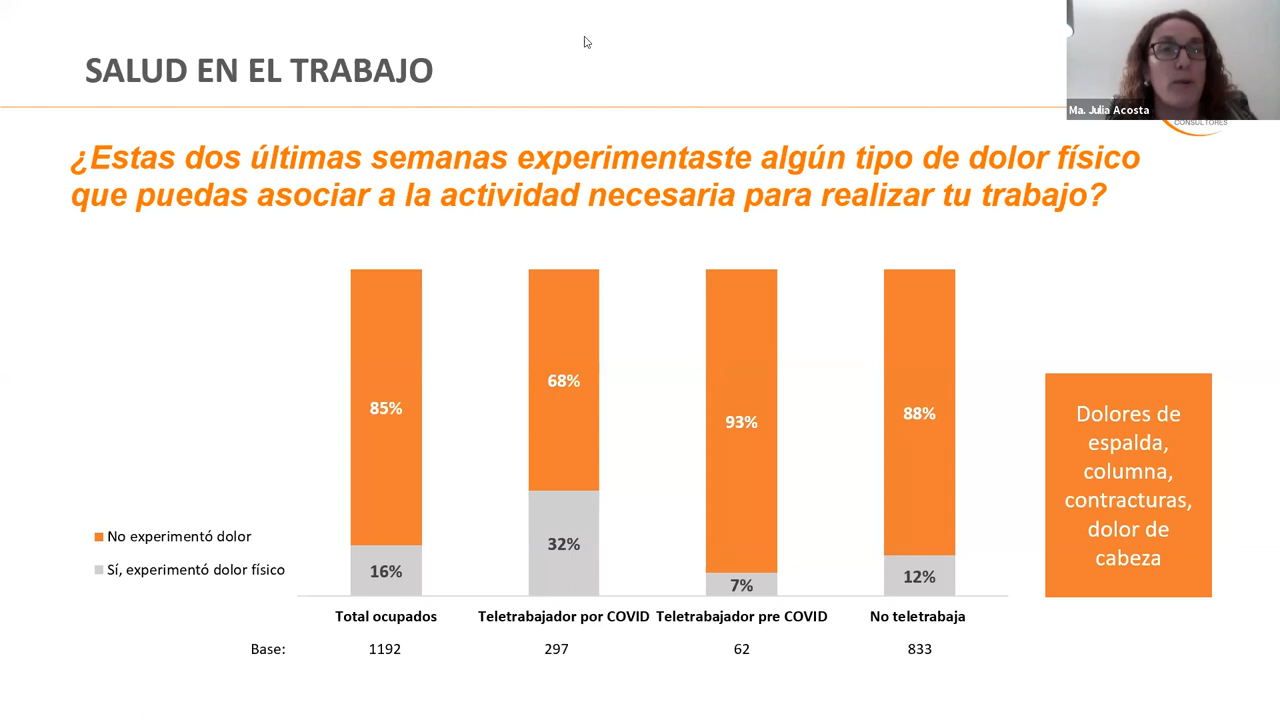 SALUD EN EL TRABAJO
Ma. Julia Acosta
CONSULTORES
¿Estas dos últimas semanas experimentaste algún tipo de dolor físico
que puedas asociar a la actividad necesaria para realizar tu trabajo?
85%
68%
93%
88%
16%
32%
7%
12%
No experimentó dolor
Sí, experimentó dolor físico
Total ocupados
Teletrabajador por COVID
Teletrabajador pre COVID
No teletrabaja
Base:
1192
297
62
833
Dolores de
espalda,
columna,
contracturas,
dolor de
cabeza